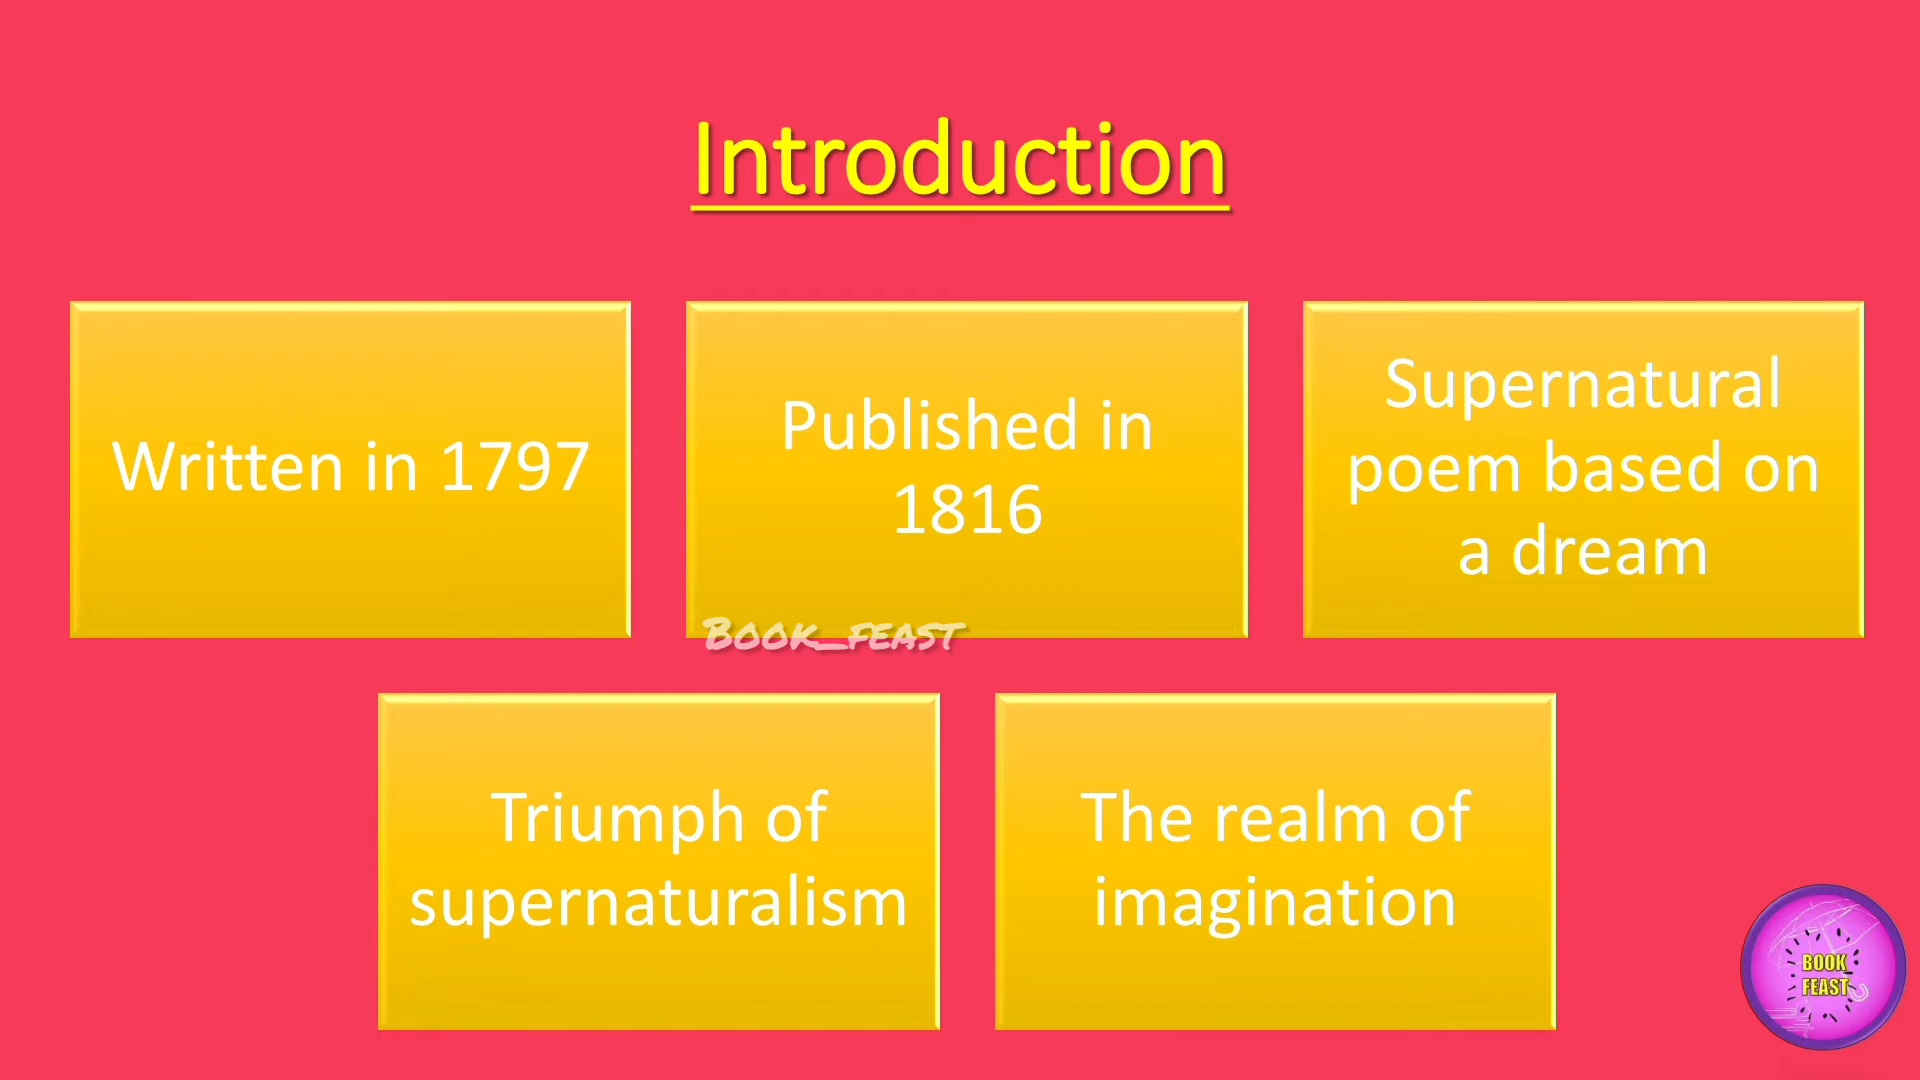 Introduction
Written in 1797
Published in
1816
Supernatural
poem based on
a dream
Book_feast
Triumph of
supernaturalism
The realm of
imagination
BOOK
FEAST